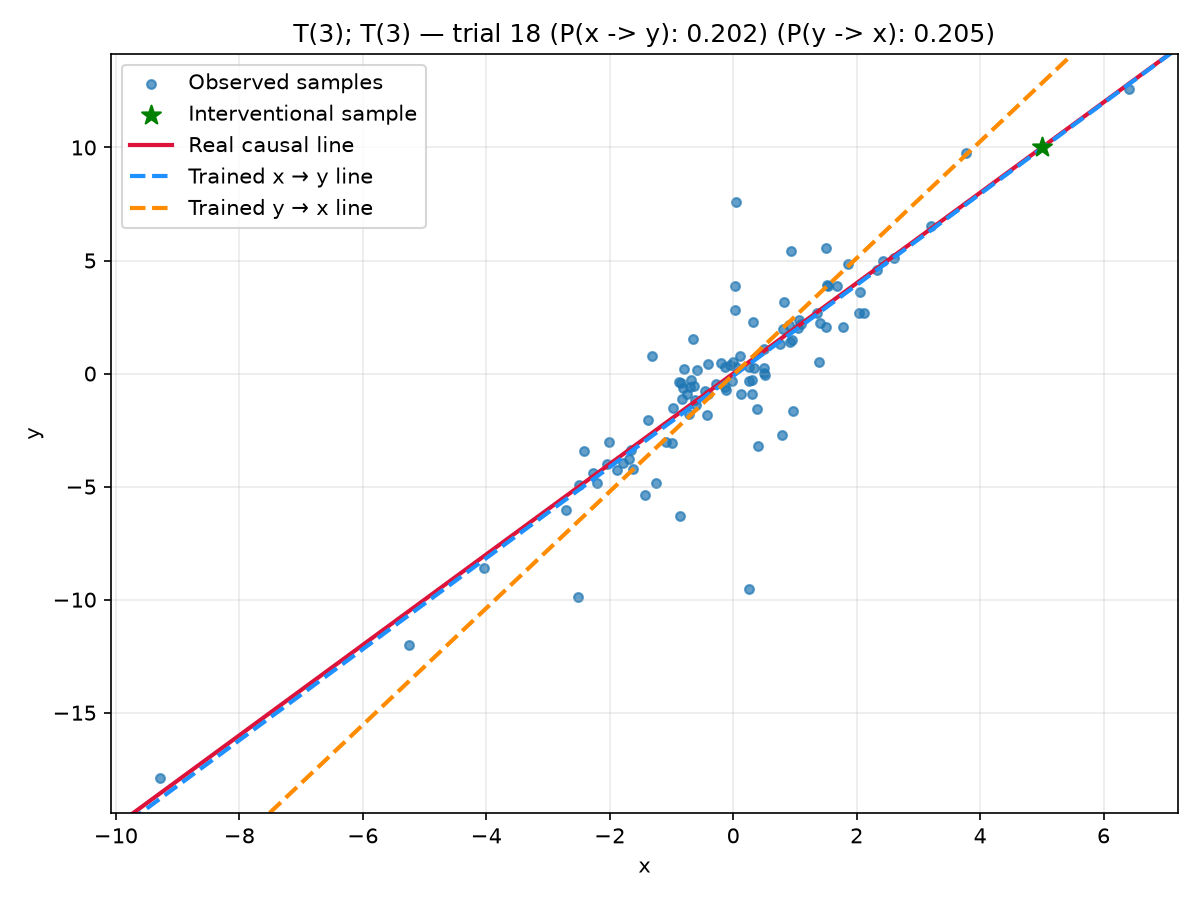 T(3); T(3) — trial 18 (P(x -> y): 0.202) (P(y -> x): 0.205)
Observed samples
Interventional sample
Real causal line
Trained x → y line
Trained y → x line
10
5
0
−5
−10
−15
y
−10 −8 −6 −4 −2 0 2 4 6
x